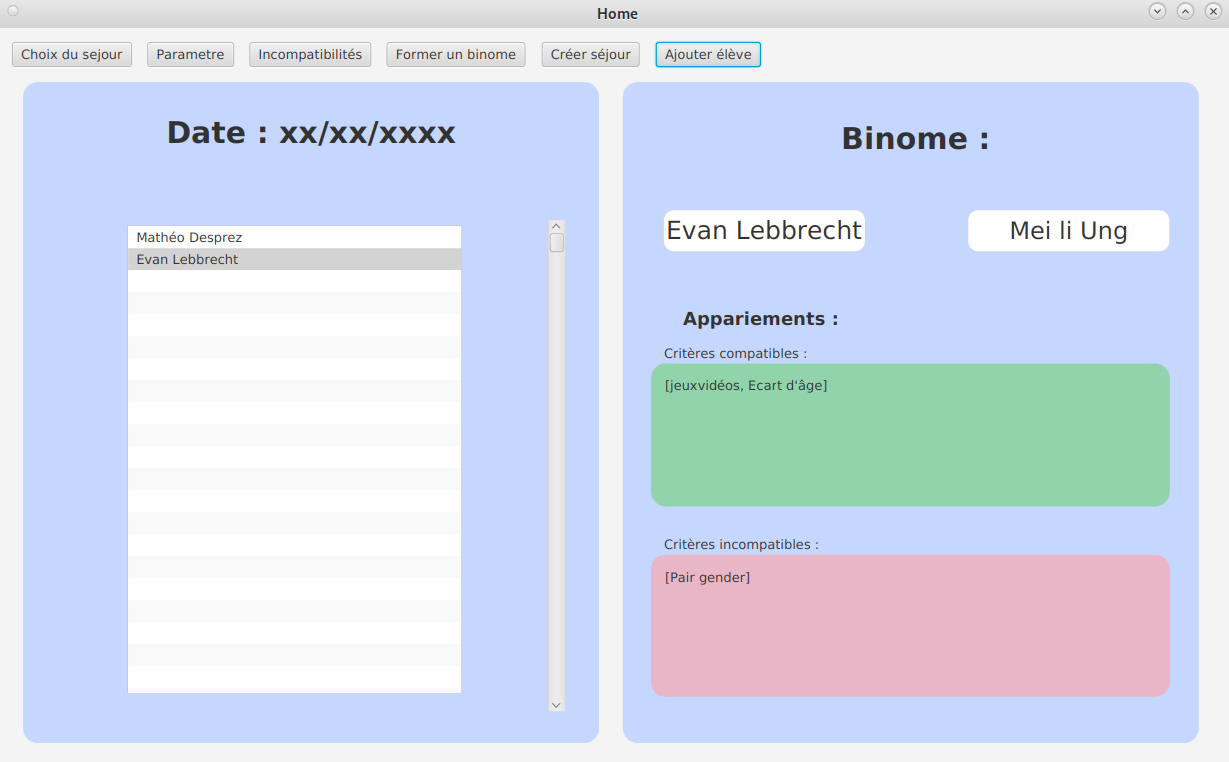 Home
Choix du sejour Parametre Incompatibilités Former un binome Créer séjour Ajouter élève
Date : xx/xx/xxxx
Mathéo Desprez
Evan Lebbrecht
Binome :
Evan Lebbrecht Mei li Ung
Appariements :
Critères compatibles :
[jeuxvidéos, Ecart d'âge]
Critères incompatibles :
[Pair gender]